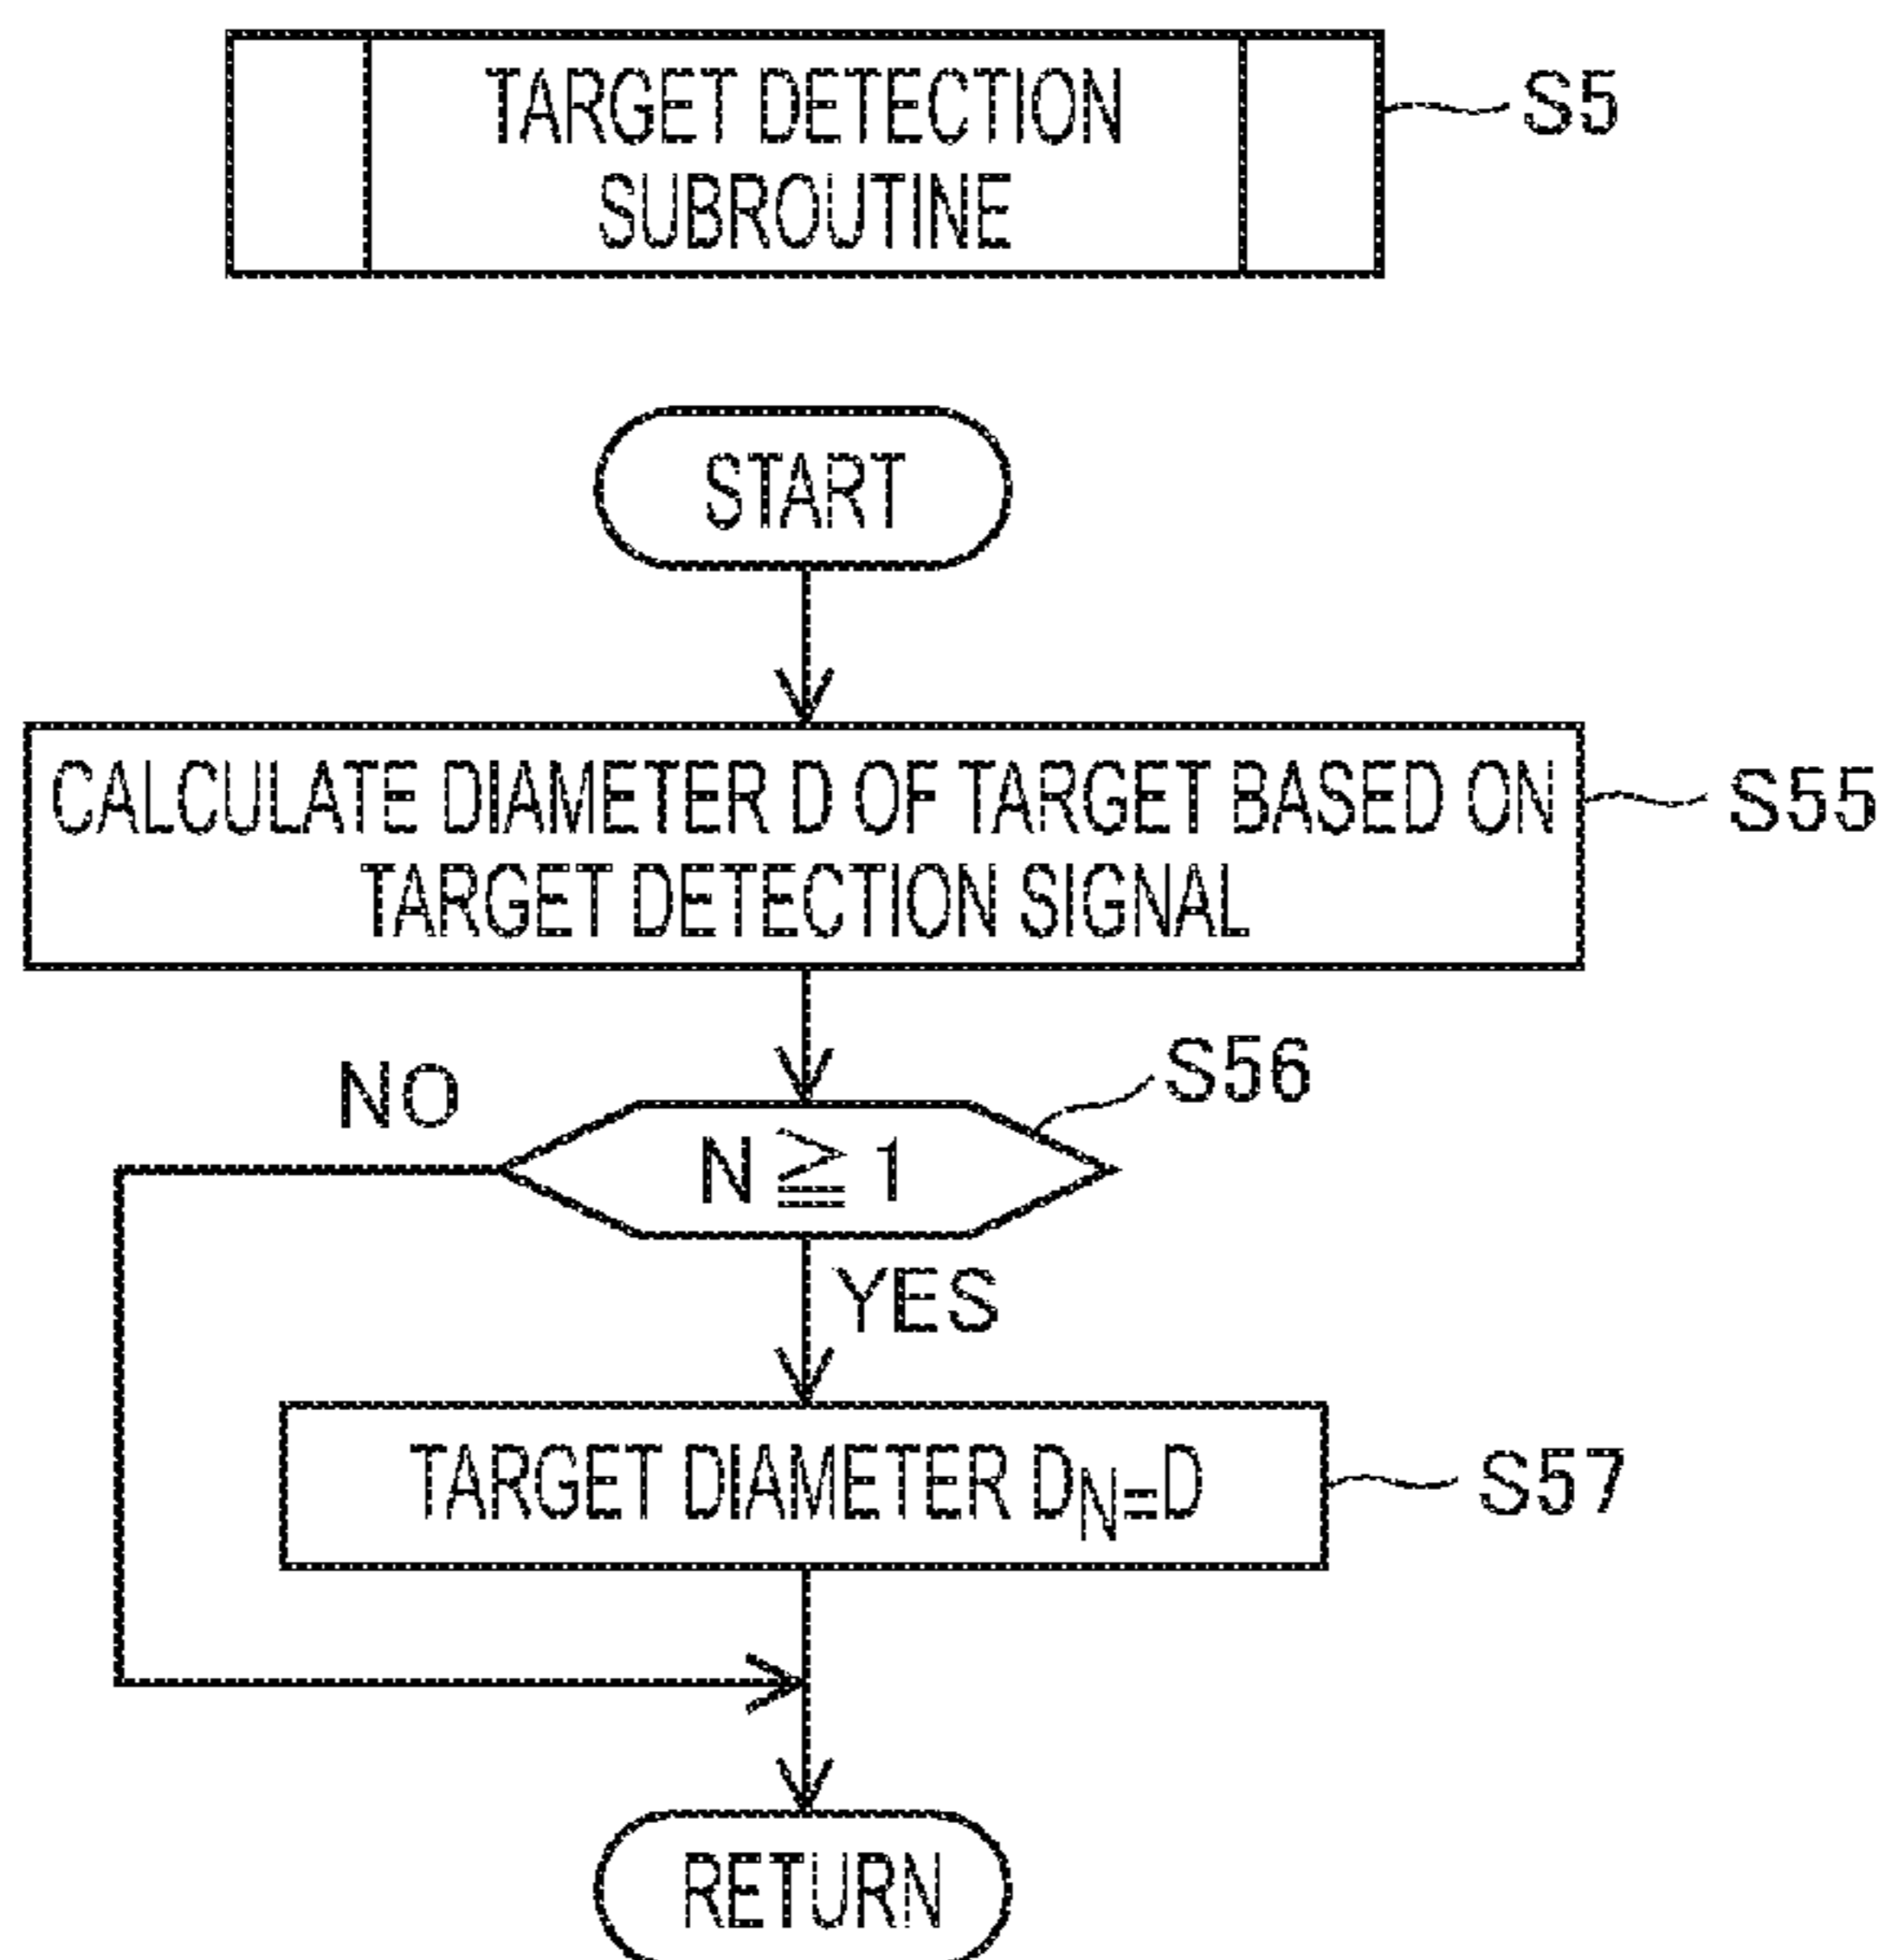 TARGET DETECTION
SUBROUTINE
S5
START
CALCULATE DIAMETER D OF TARGET BASED ON
TARGET DETECTION SIGNAL
S55
S56
NO
N ≧ 1
YES
TARGET DIAMETER D_N=D
S57
RETURN